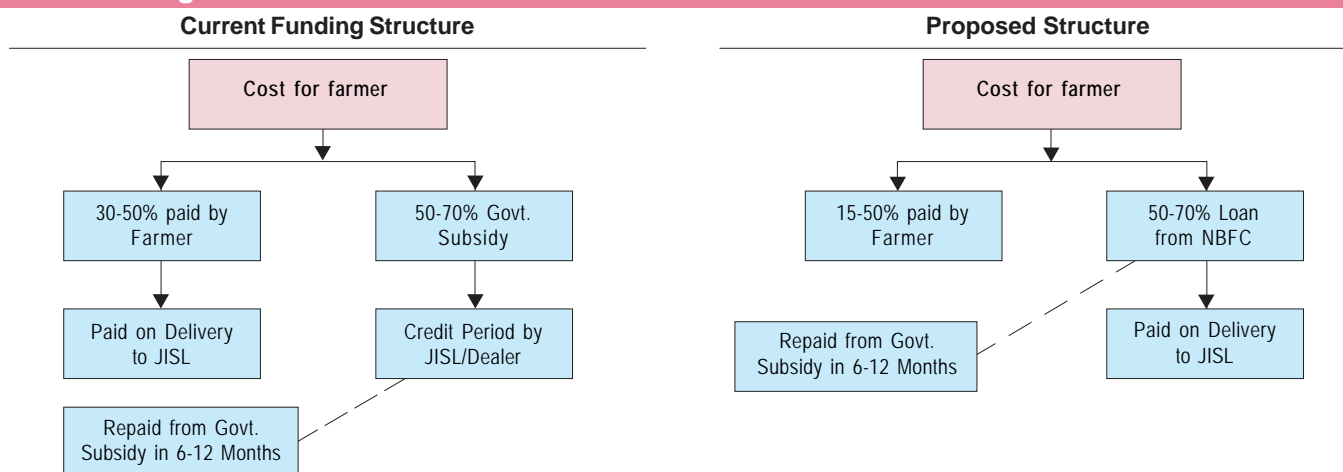 Current Funding Structure
Cost for farmer
30-50% paid by
Farmer
50-70% Govt.
Subsidy
Paid on Delivery
to JISL
Credit Period by
JISL/Dealer
Repaid from Govt.
Subsidy in 6-12 Months
Proposed Structure
Cost for farmer
15-50% paid by
Farmer
50-70% Loan
from NBFC
Repaid from Govt.
Subsidy in 6-12 Months
Paid on Delivery
to JISL